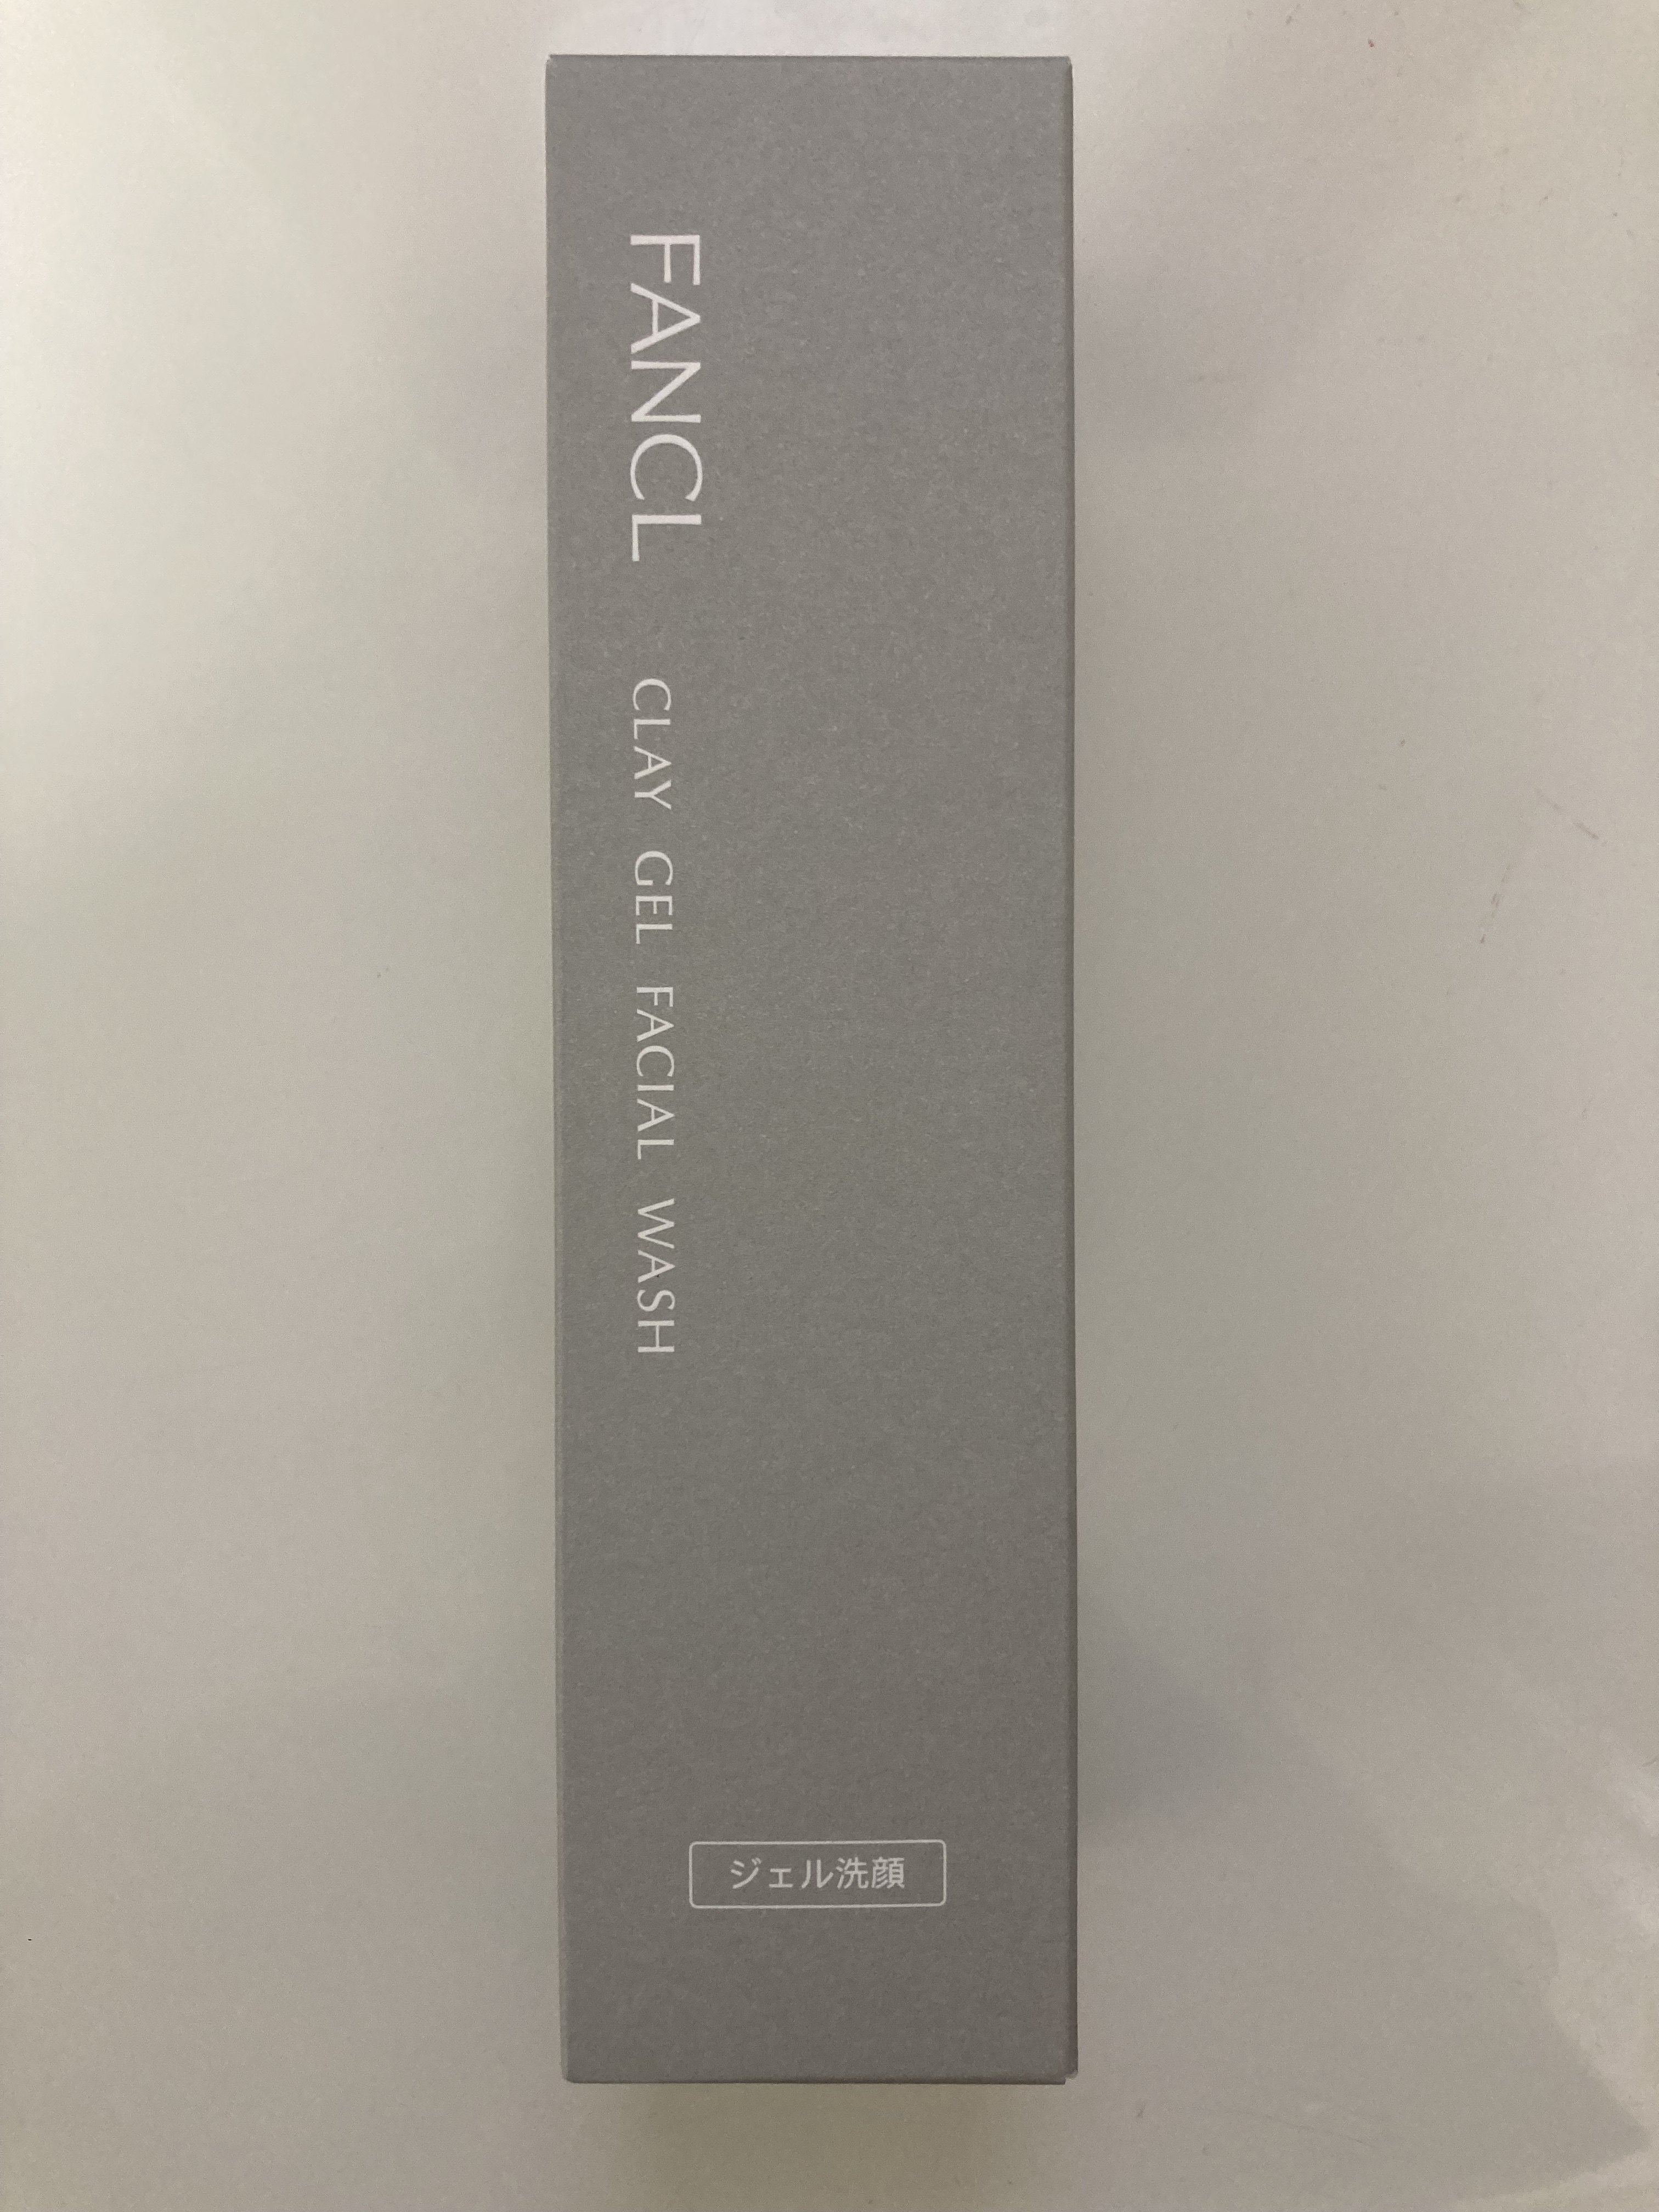 FANCL CLAY GEL FACIAL WASH
ジェル洗顔